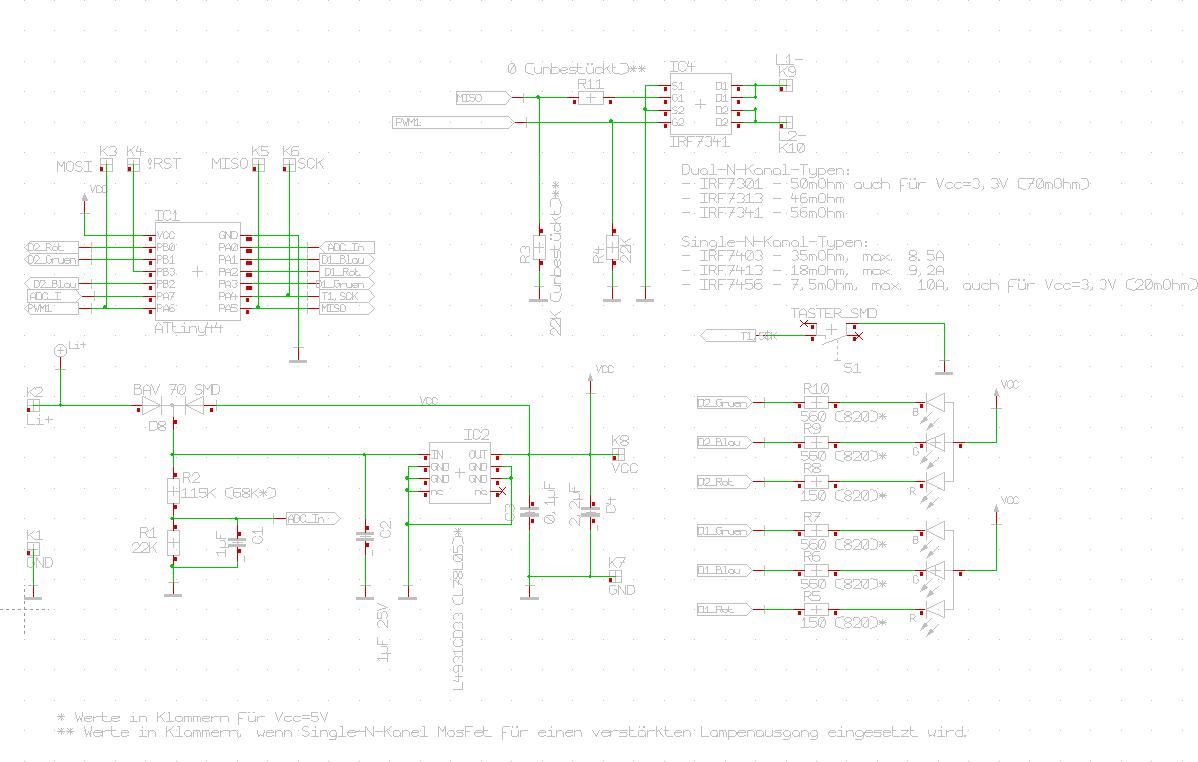 0 (unbestückt)**
R11
MISO
PWM1
IC4
S1
G1
S2
G2
D1
D1
D2
D2
IRF7341
L1-
K9
L2-
K10
R3
22K (unbestückt)**
R4
22K
Dual-N-Kanal-Typen:
- IRF7301 - 50mOhm auch für Vcc=3,3V (70mOhm)
- IRF7313 - 46mOhm
- IRF7341 - 56mOhm
Single-N-Kanal-Typen:
- IRF7403 - 35mOhm, max. 8.5A
- IRF7413 - 18mOhm, max. 9,2A
- IRF7456 - 7,5mOhm, max. 10A, auch für Vcc=3,3V (20mOhm)
MOSI
K3
K4
!RST
MISO
K5
K6
SCK
VCC
IC1
VCC
PB0
PB1
PB3
PB2
PA7
PA6
GND
PA0
PA1
PA2
PA3
PA4
PA5
ATtiny44
D2_Rot
D2_Gruen
D2_Blau
ADC_I
PWM1
ADC_In
D1_Blau
D1_Rot
D1_Gruen
T1_SCK
MISO
TASTER_SMD
S1
Li+
K2
Li+
BAV 70 SMD
D8
VCC
VCC
R2
115K (68K*)
R1
22K
ADC_In
1µF
C1
K1
GND
C2
1µF 25V
IC2
IN
GND
GND
nc
OUT
GND
GND
nc
L4931CD33 (L78L05)*
C3
0,1µF
2,2µF
K8
VCC
K7
GND
D2_Gruen
R10
560 (820)*
B
D2_Blau
R9
560 (820)*
G
D2_Rot
R8
150 (820)*
R
VCC
D1_Gruen
R7
560 (820)*
B
D1_Blau
R6
560 (820)*
G
D1_Rot
R5
150 (820)*
R
VCC
* Werte in Klammern für Vcc=5V
** Werte in Klammern, wenn Single-N-Kanel MosFet für einen verstärkten Lampenausgang eingesetzt wird.